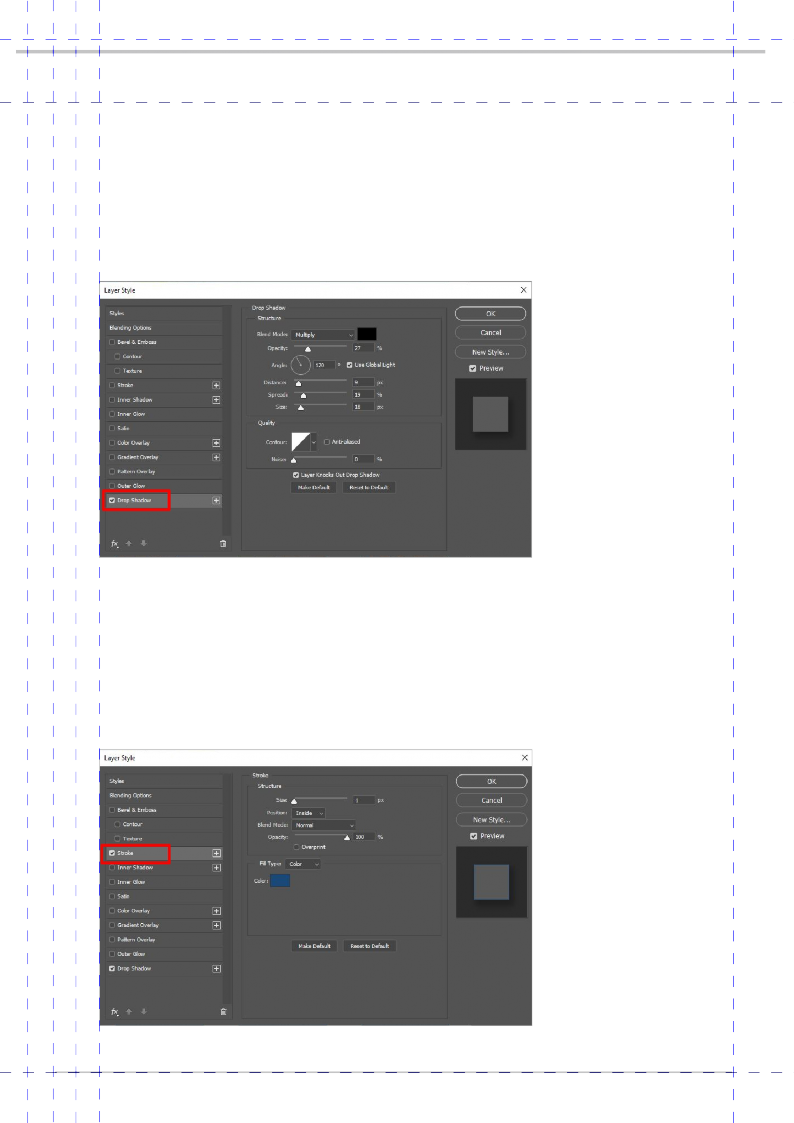 Layer Style
Styles
Blending Options
Bevel & Emboss
Contour
Texture
Stroke
Inner Shadow
Inner Glow
Satin
Color Overlay
Gradient Overlay
Pattern Overlay
Outer Glow
Drop Shadow
fx
Drop Shadow
Structure
Blend Mode: Multiply
Opacity: 27 %
Angle: 120 ° Use Global Light
Distance: 9 px
Spread: 19 %
Size: 18 px
Quality
Contour: Anti-aliased
Noise: 0 %
Layer Knocks Out Drop Shadow
Make Default Reset to Default
OK
Cancel
New Style...
Preview
Layer Style
Styles
Blending Options
Bevel & Emboss
Contour
Texture
Stroke
Inner Shadow
Inner Glow
Satin
Color Overlay
Gradient Overlay
Pattern Overlay
Outer Glow
Drop Shadow
fx
Stroke
Structure
Size: 1 px
Position: Inside
Blend Mode: Normal
Opacity: 100 %
Overprint
Fill Type: Color
Color:
Make Default Reset to Default
OK
Cancel
New Style...
Preview